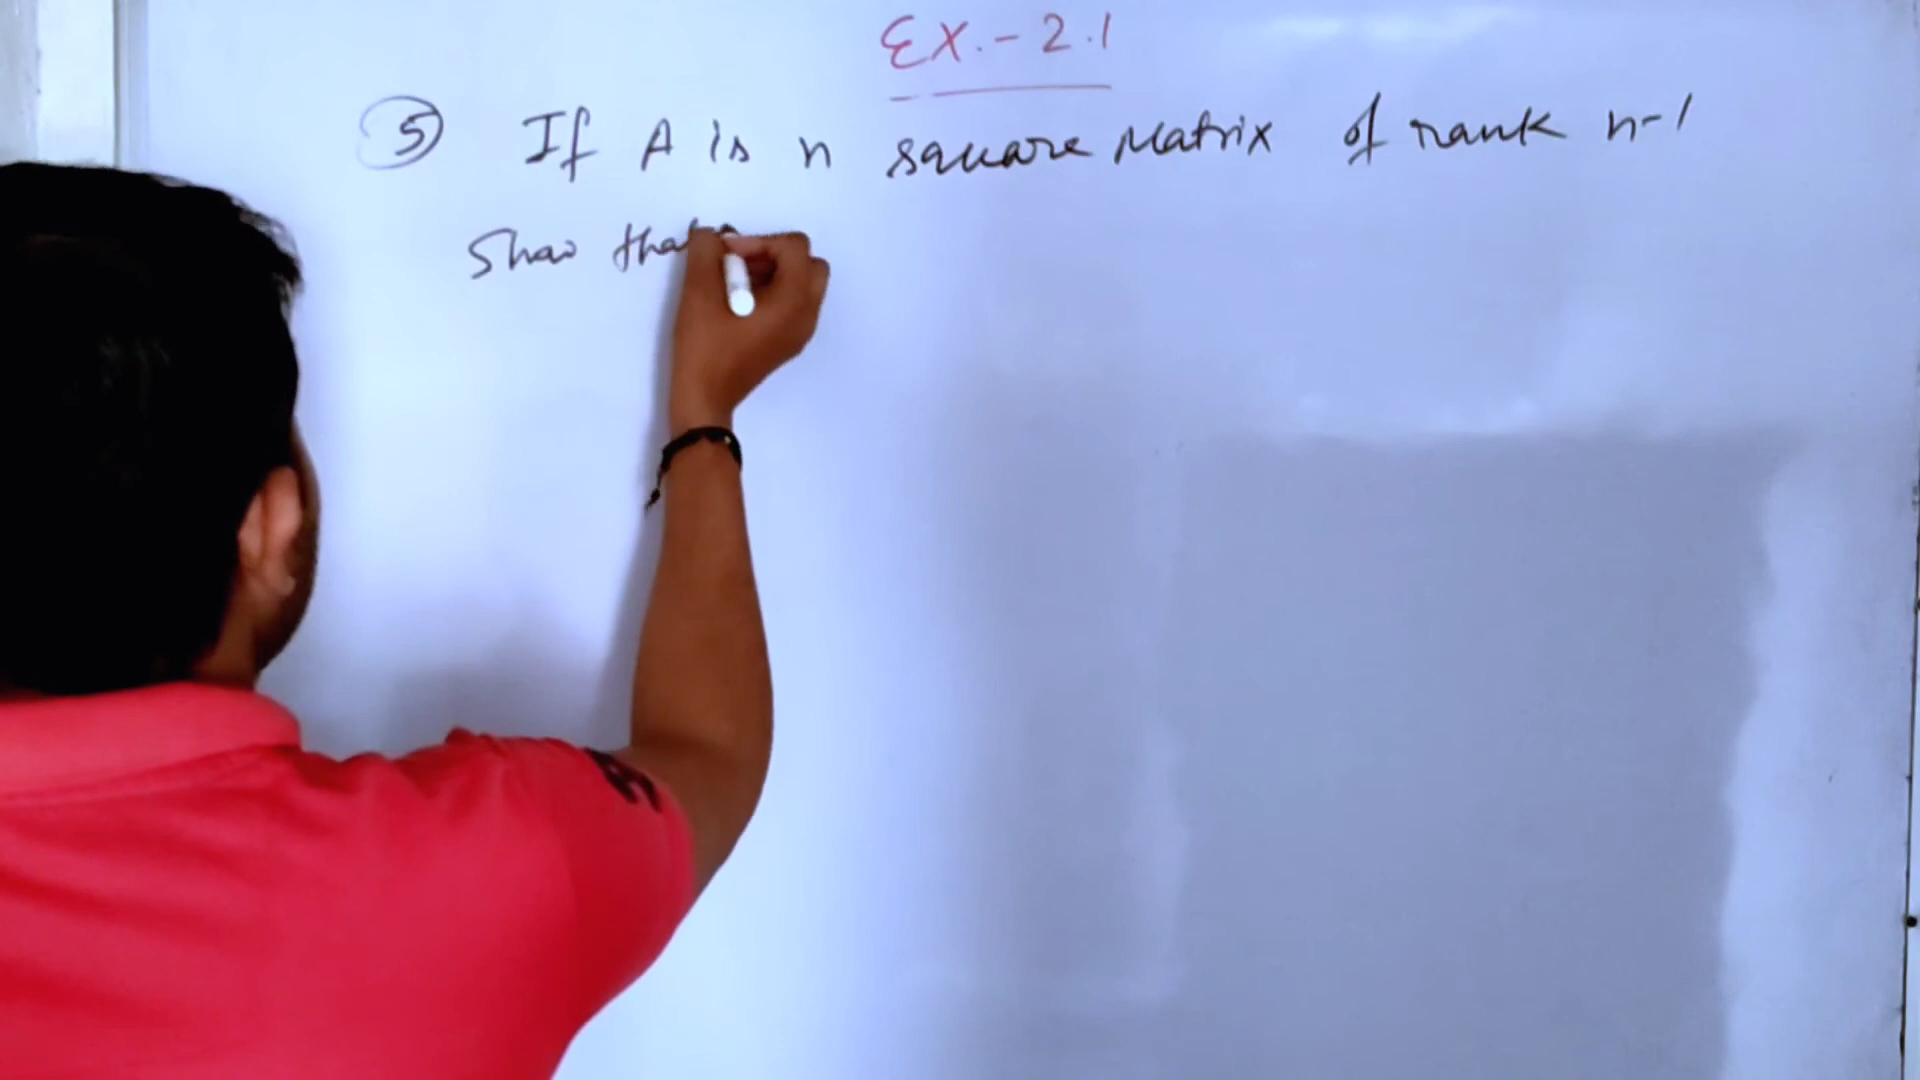 Ex.-2.1
⑤ If A is n square Matrix of rank n-1
Show that